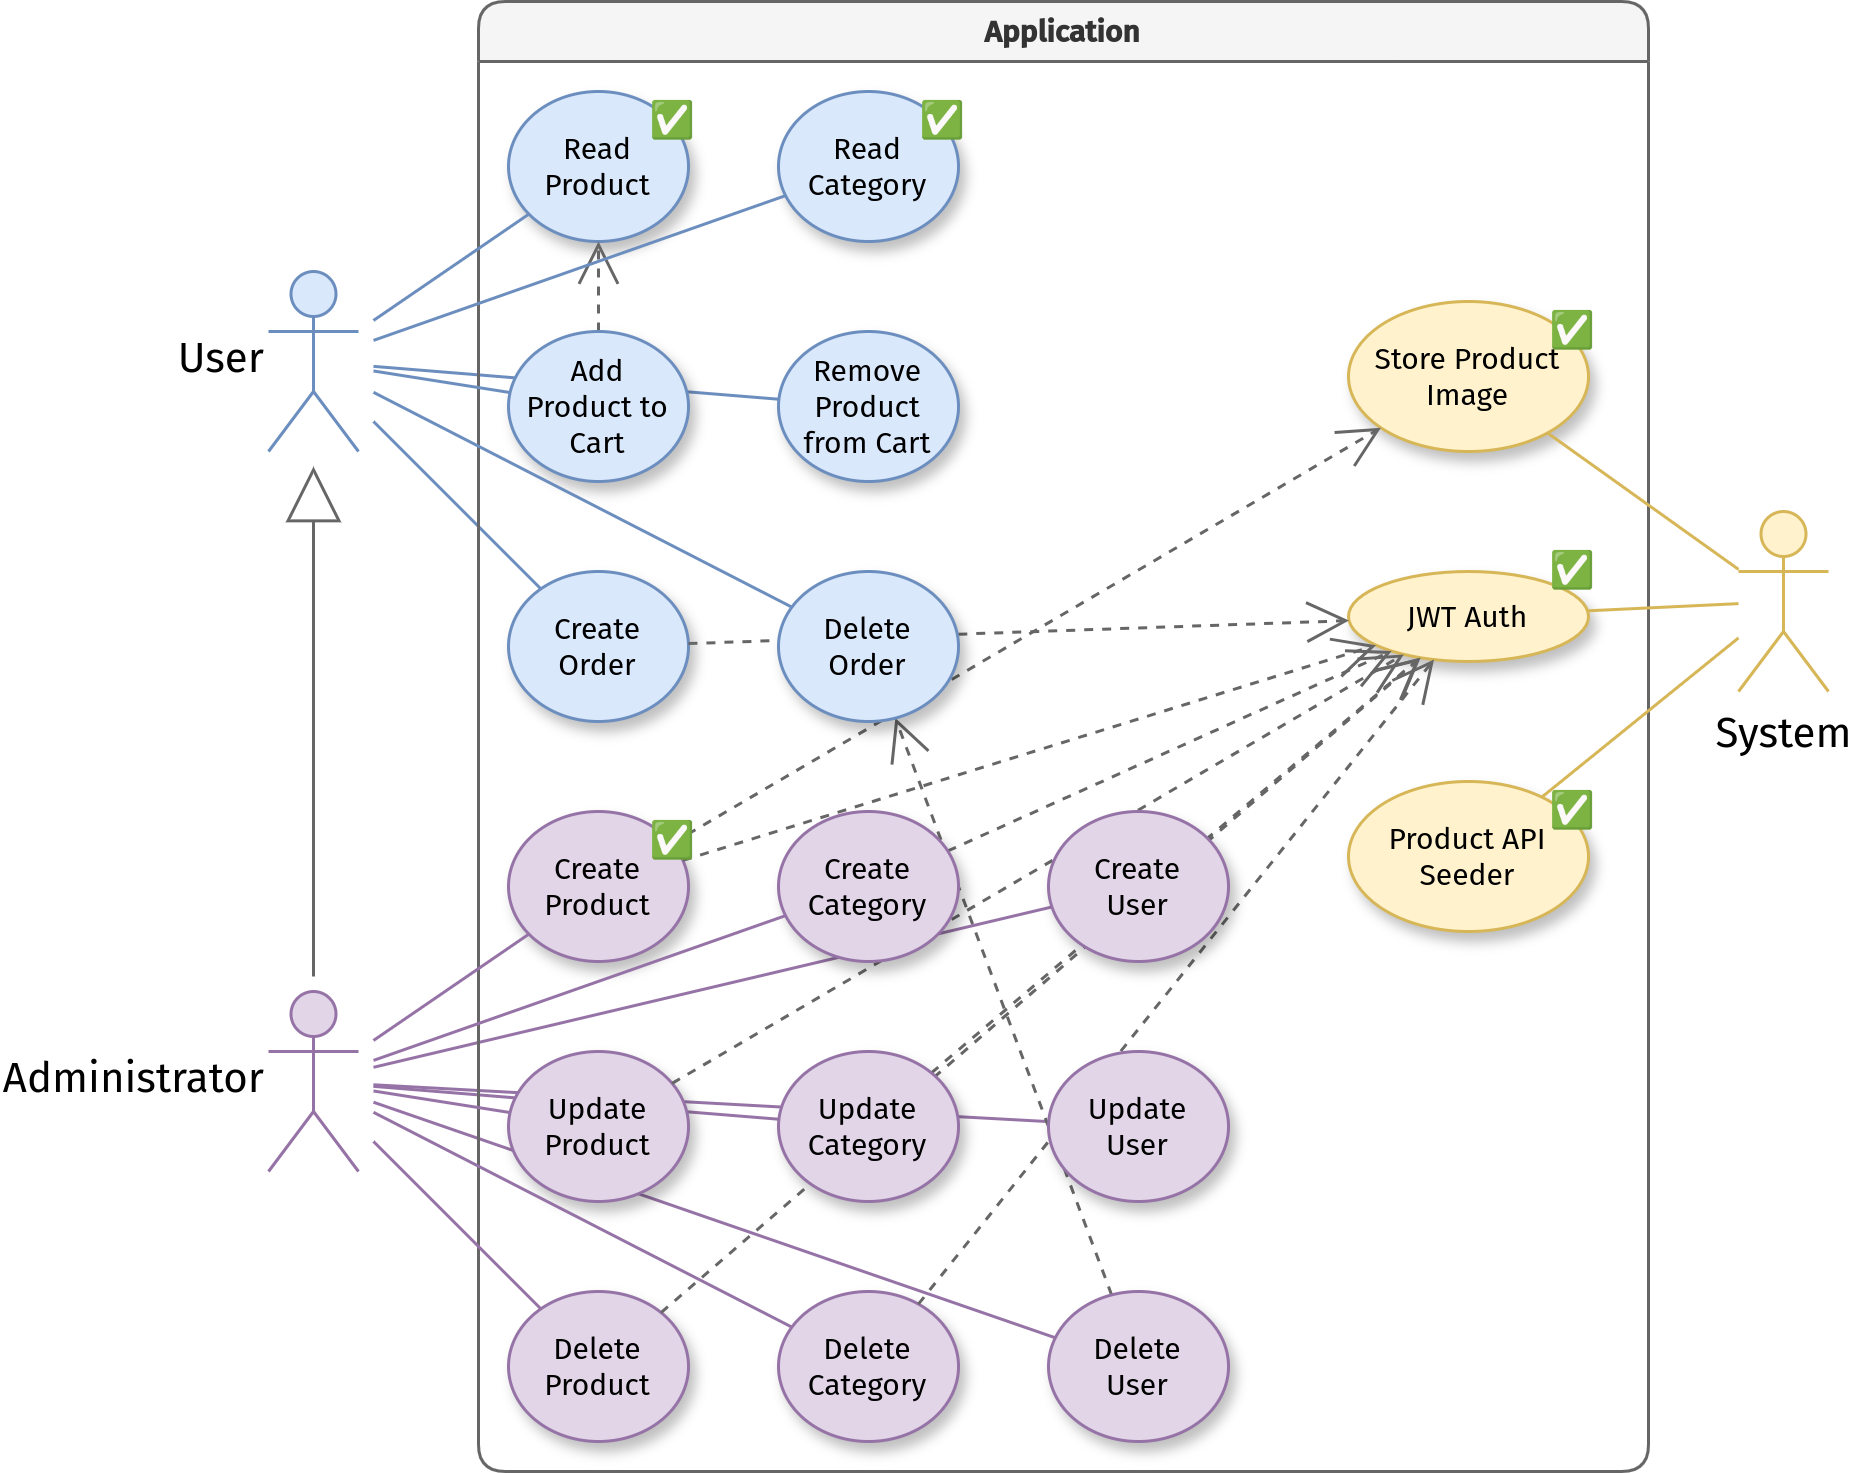 Application
Read
Product
Read
Category
User
Add
Product to
Cart
Remove
Product
from Cart
Store Product
Image
Create
Order
Delete
Order
JWT Auth
System
Create
Product
Create
Category
Create
User
Product API
Seeder
Administrator
Update
Product
Update
Category
Update
User
Delete
Product
Delete
Category
Delete
User